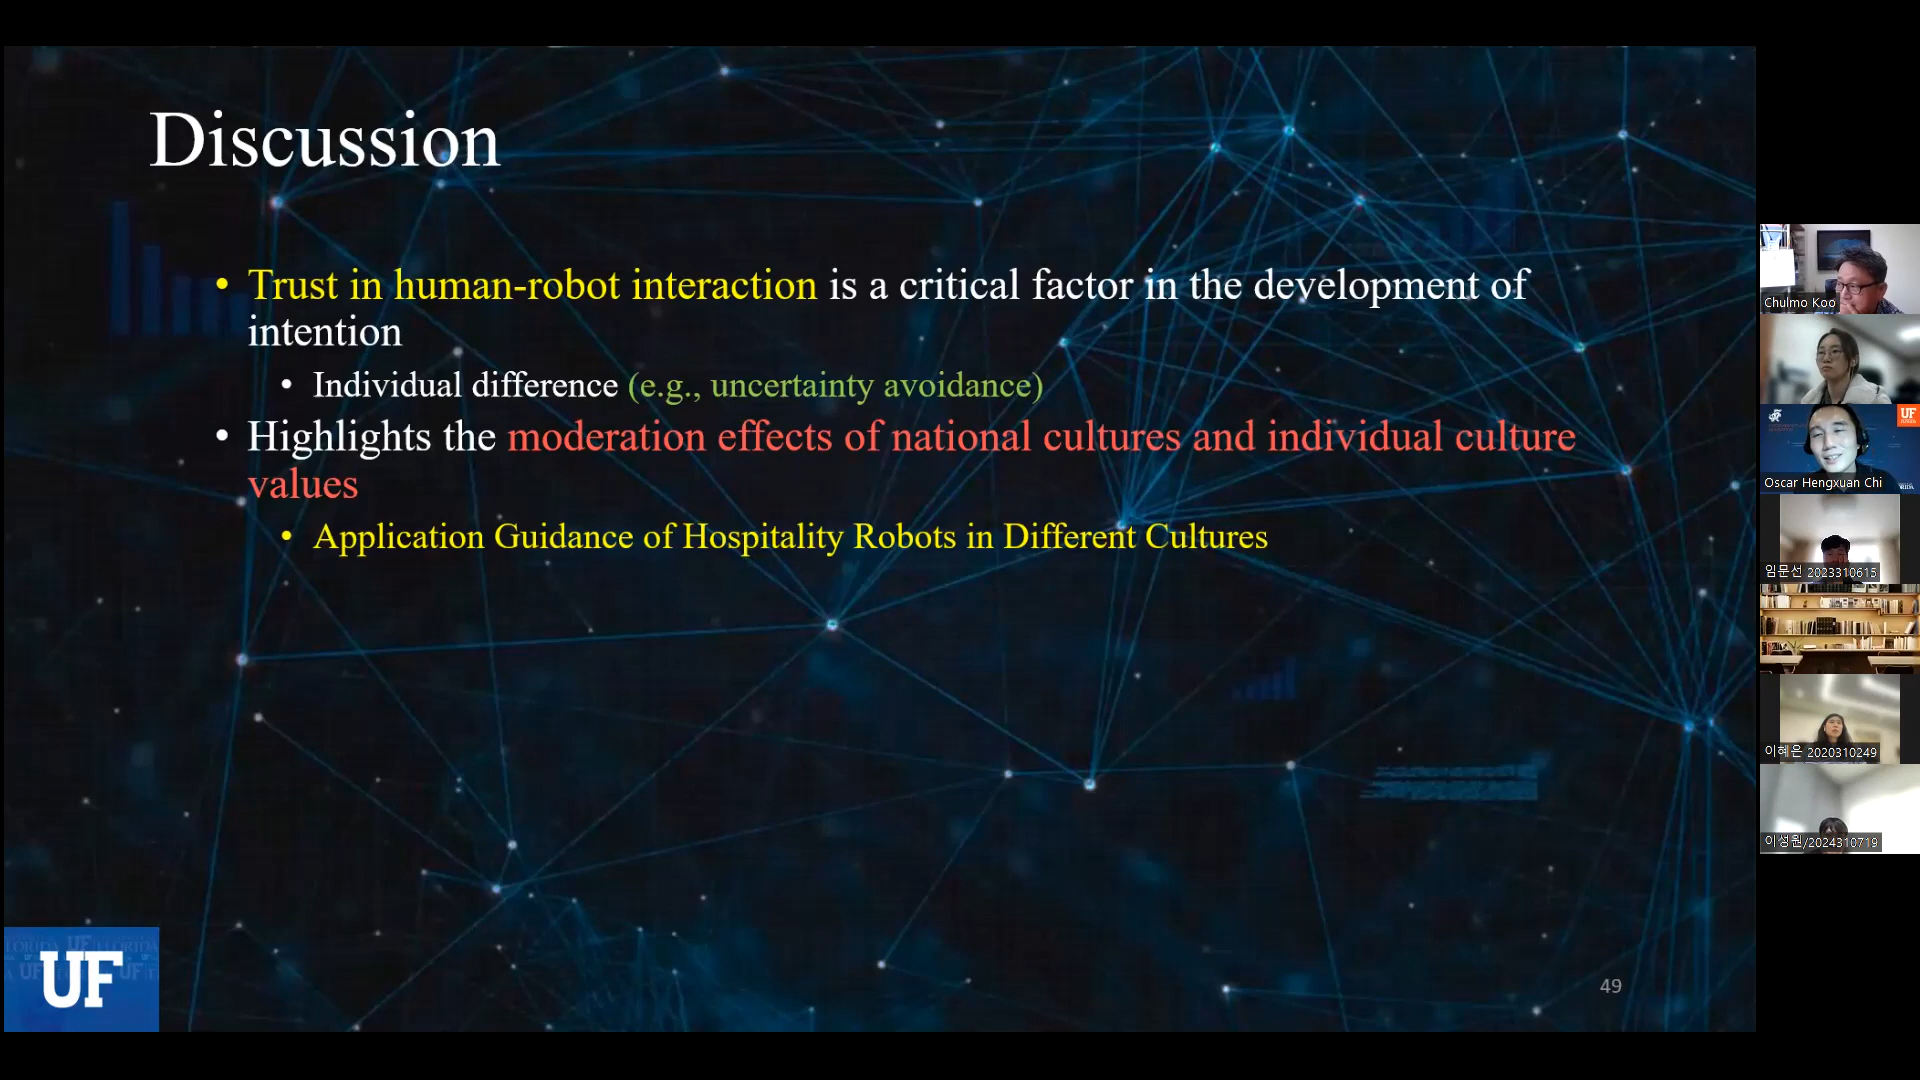 Discussion
• Trust in human-robot interaction is a critical factor in the development of
intention
• Individual difference (e.g., uncertainty avoidance)
• Highlights the moderation effects of national cultures and individual culture
values
• Application Guidance of Hospitality Robots in Different Cultures
UF
49
Chulmo Koo
UF
Oscar Hengxuan Chi
임문선 2023310615
이혜은 2020310249
이성원/2024310719